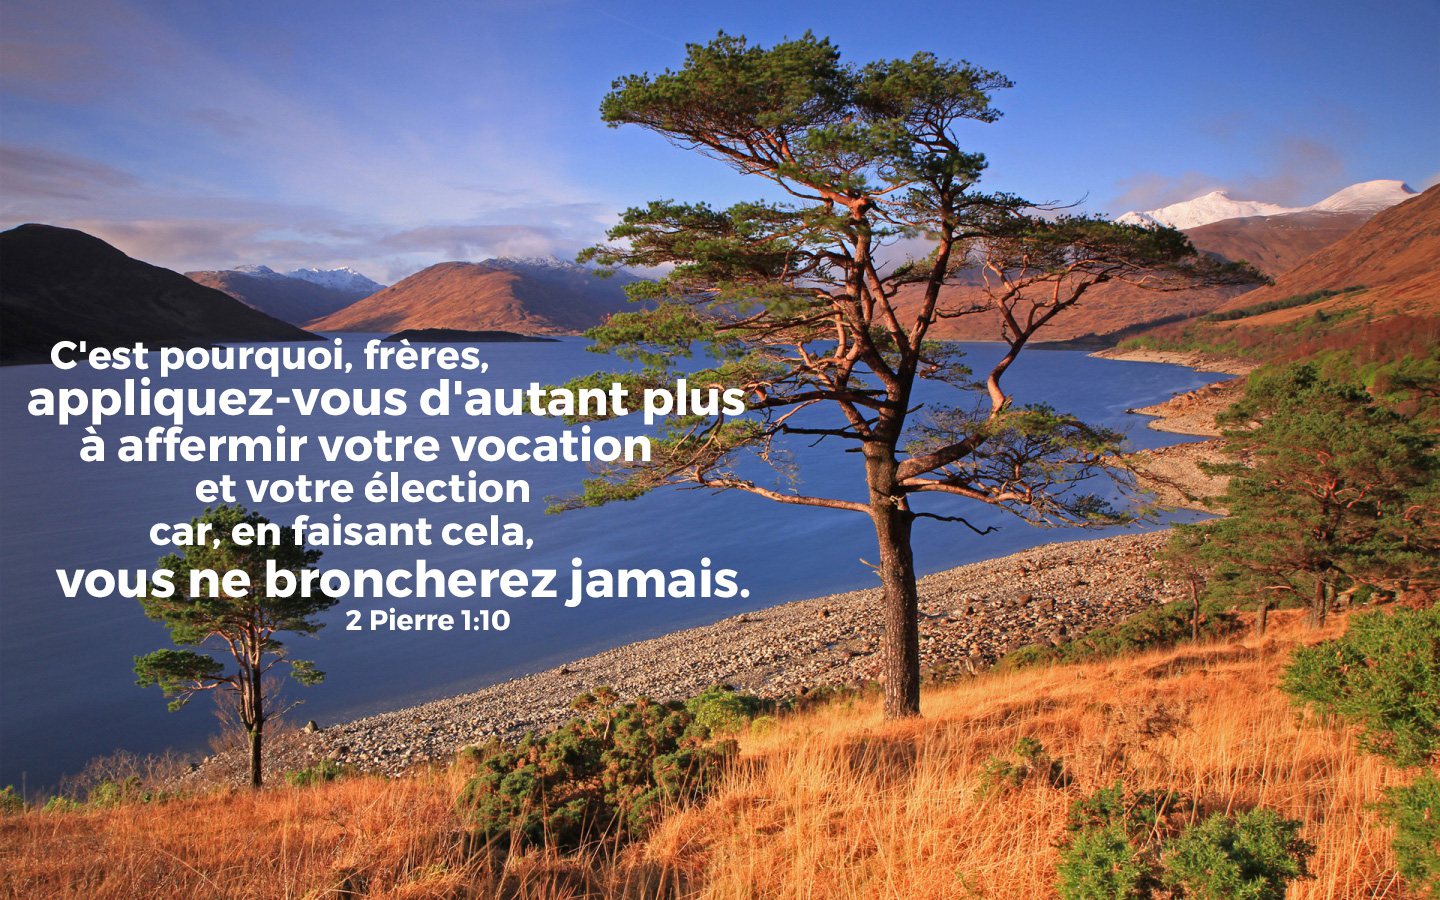 C'est pourquoi, frères,
appliquez-vous d'autant plus
à affermir votre vocation
et votre élection
car, en faisant cela,
vous ne broncherez jamais.
2 Pierre 1:10